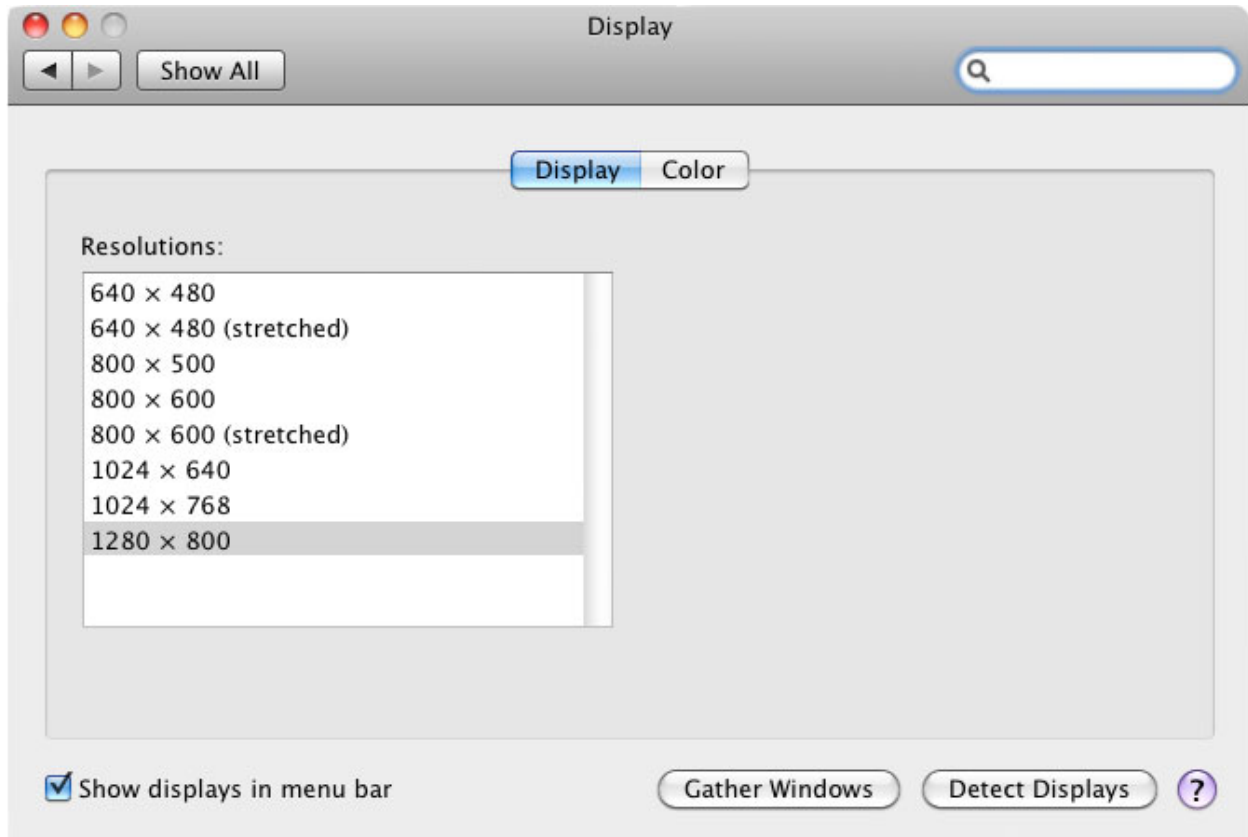 Display
Show All
Display Color
Resolutions:
640 × 480
640 × 480 (stretched)
800 × 500
800 × 600
800 × 600 (stretched)
1024 × 640
1024 × 768
1280 × 800
Show displays in menu bar Gather Windows Detect Displays ?